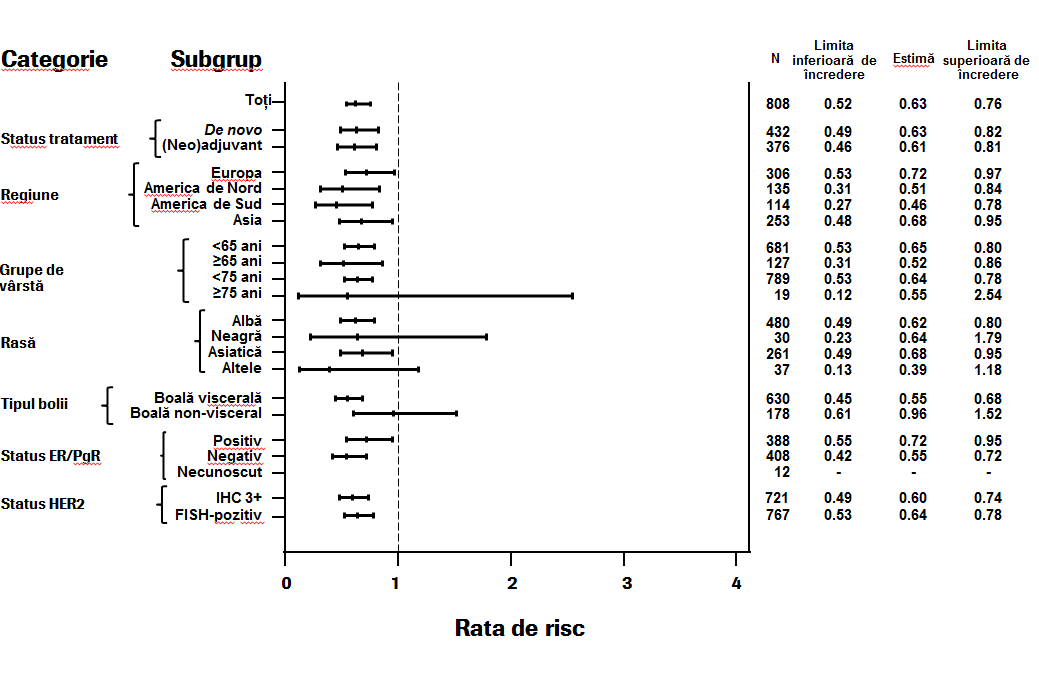 Categorie Subgrup N Limita inferioară de încredere Estimă Limita superioară de încredere
Toți 808 0.52 0.63 0.76
Status tratament
De novo 432 0.49 0.63 0.82
(Neo)adjuvant 376 0.46 0.61 0.81
Regiune
Europa 306 0.53 0.72 0.97
America de Nord 135 0.31 0.51 0.84
America de Sud 114 0.27 0.46 0.78
Asia 253 0.48 0.68 0.95
Grupe de
vârstă
<65 ani 681 0.53 0.65 0.80
≥65 ani 127 0.31 0.52 0.86
<75 ani 789 0.53 0.64 0.78
≥75 ani 19 0.12 0.55 2.54
Rasă
Albă 480 0.49 0.62 0.80
Neagră 30 0.23 0.64 1.79
Asiatică 261 0.49 0.68 0.95
Altele 37 0.13 0.39 1.18
Tipul bolii
Boală viscerală 630 0.45 0.55 0.68
Boală non-visceral 178 0.61 0.96 1.52
Status ER/PgR
Positiv 388 0.55 0.72 0.95
Negativ 408 0.42 0.55 0.72
Necunoscut 12 - - -
Status HER2
IHC 3+ 721 0.49 0.60 0.74
FISH-pozitiv 767 0.53 0.64 0.78
0 1 2 3 4
Rata de risc